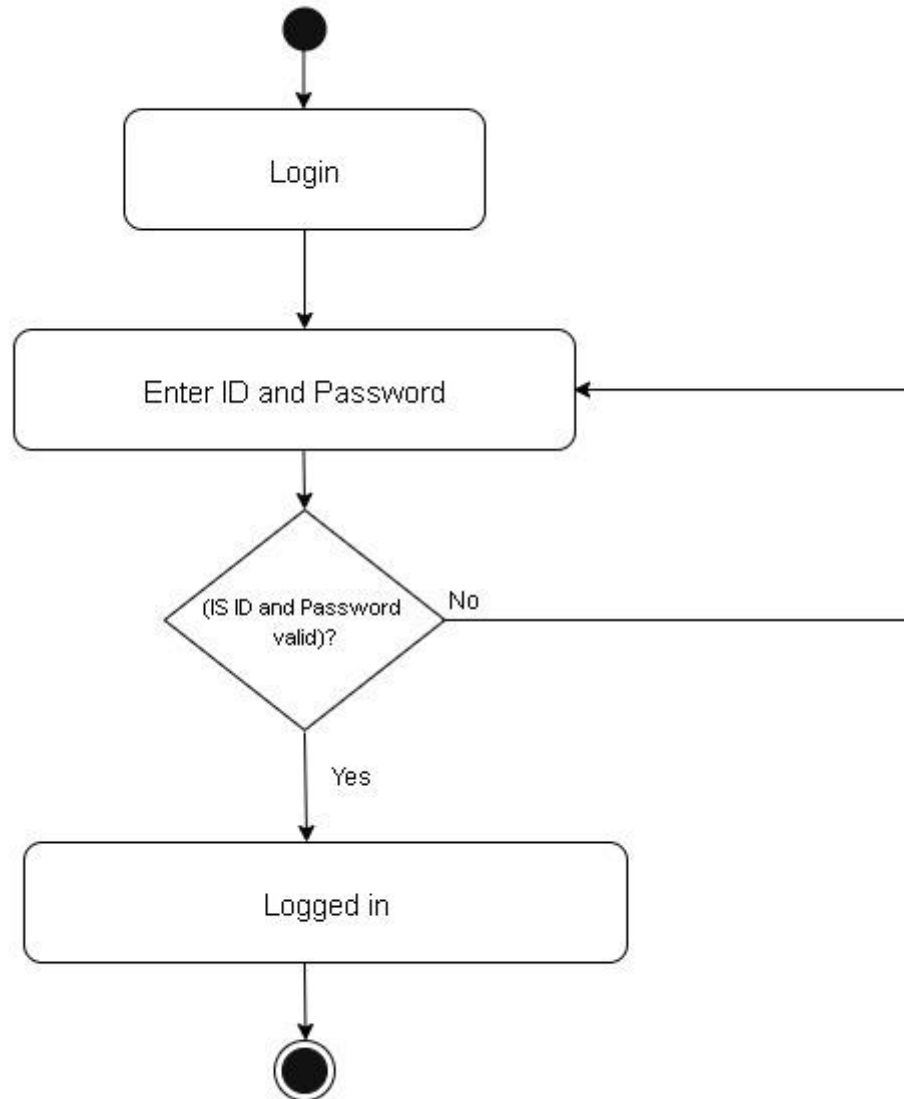 Login
Enter ID and Password
(IS ID and Password
valid)?
No
Yes
Logged in